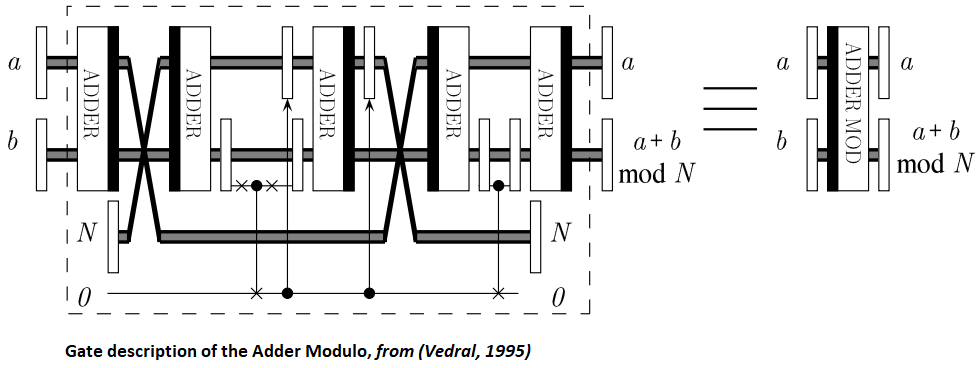 a
ADDER
ADDER
ADDER
ADDER
ADDER
a
a
ADDER MOD
a
b
a + b
mod N
b
a + b
mod N
N
N
0
0
Gate description of the Adder Modulo, from (Vedral, 1995)